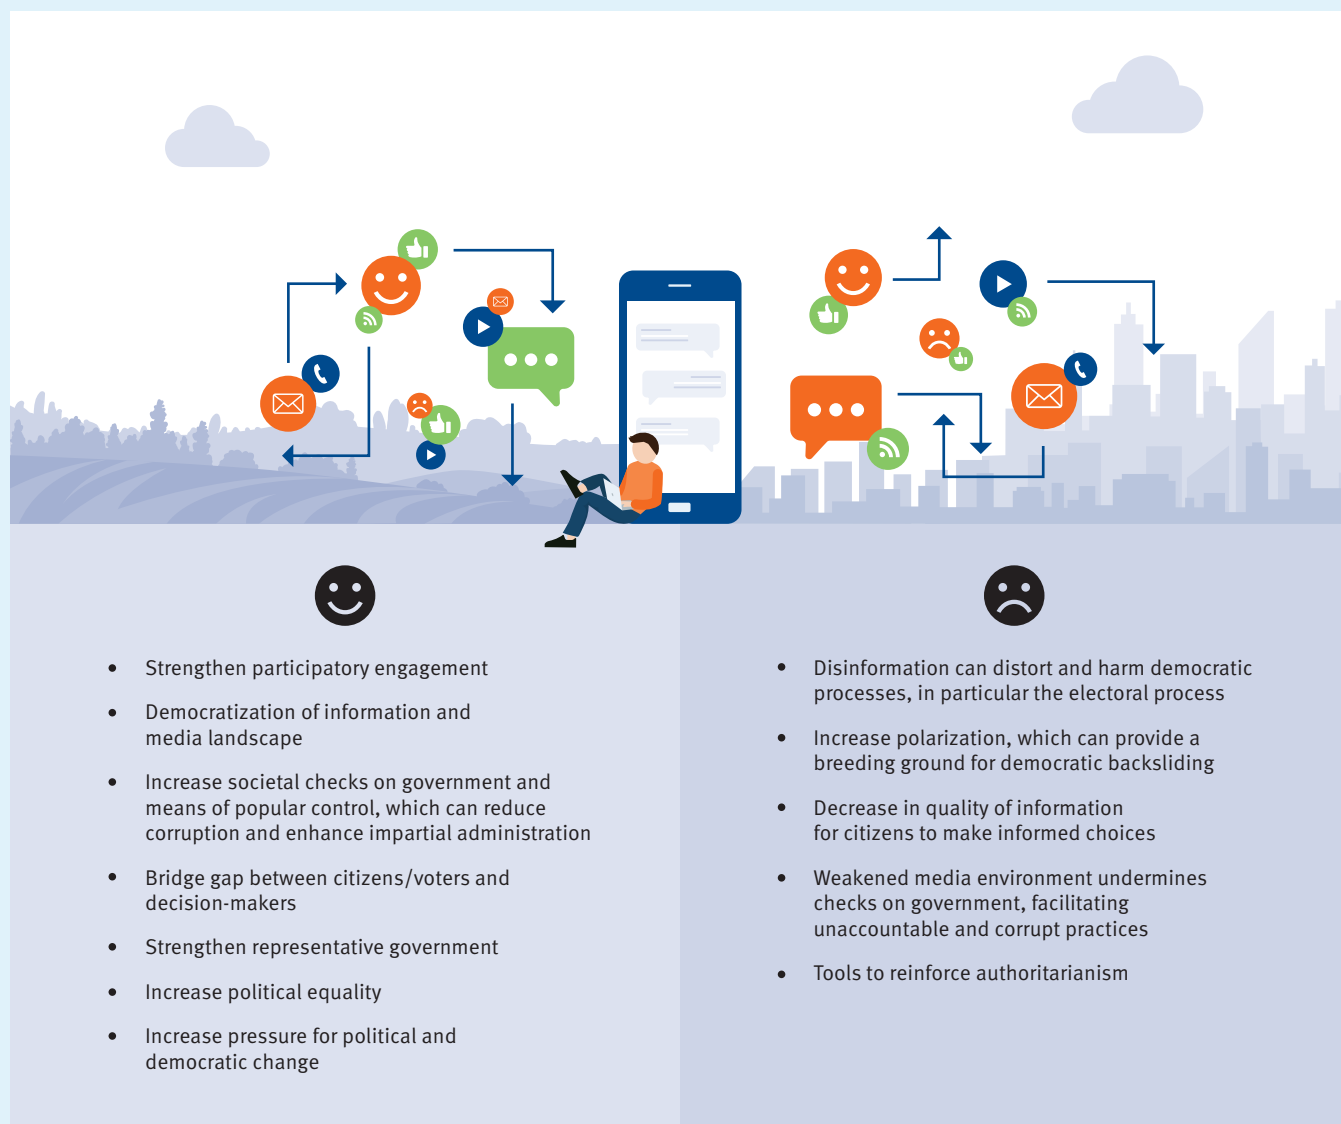 • Strengthen participatory engagement
• Democratization of information and
media landscape
• Increase societal checks on government and
means of popular control, which can reduce
corruption and enhance impartial administration
• Bridge gap between citizens/voters and
decision-makers
• Strengthen representative government
• Increase political equality
• Increase pressure for political and
democratic change
• Disinformation can distort and harm democratic
processes, in particular the electoral process
• Increase polarization, which can provide a
breeding ground for democratic backsliding
• Decrease in quality of information
for citizens to make informed choices
• Weakened media environment undermines
checks on government, facilitating
unaccountable and corrupt practices
• Tools to reinforce authoritarianism